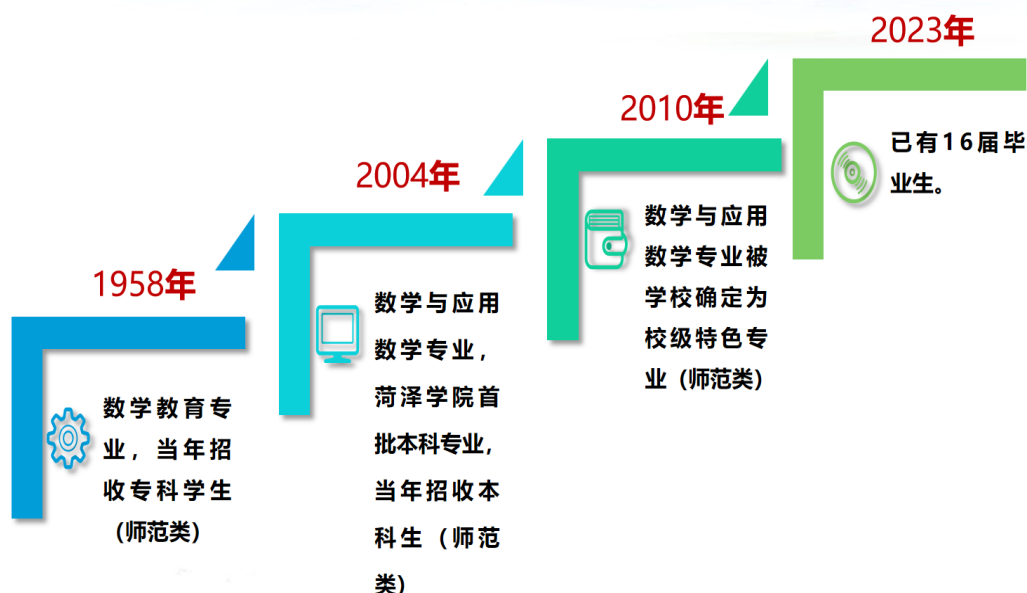 1958年
数学教育专
业，当年招
收专科学生
（师范类）
2004年
数学与应用
数学专业，
菏泽学院首
批本科专业，
当年招收本
科生（师范
类）
2010年
数学与应用
数学专业被
学校确定为
校级特色专
业（师范类）
2023年
已有16届毕
业生。